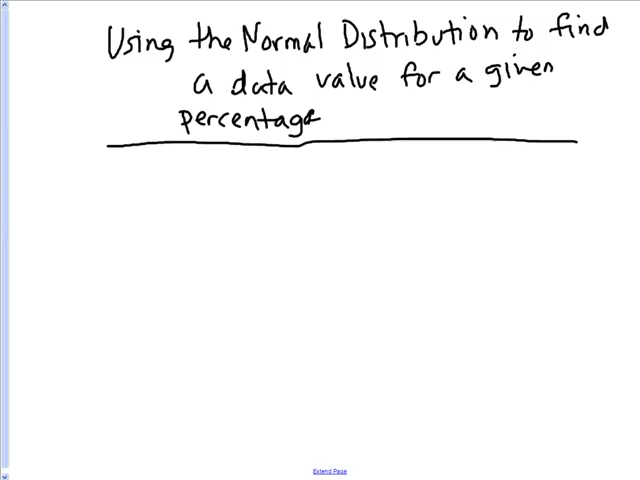 Using the Normal Distribution to find
a data value for a given
percentage
Extend Page